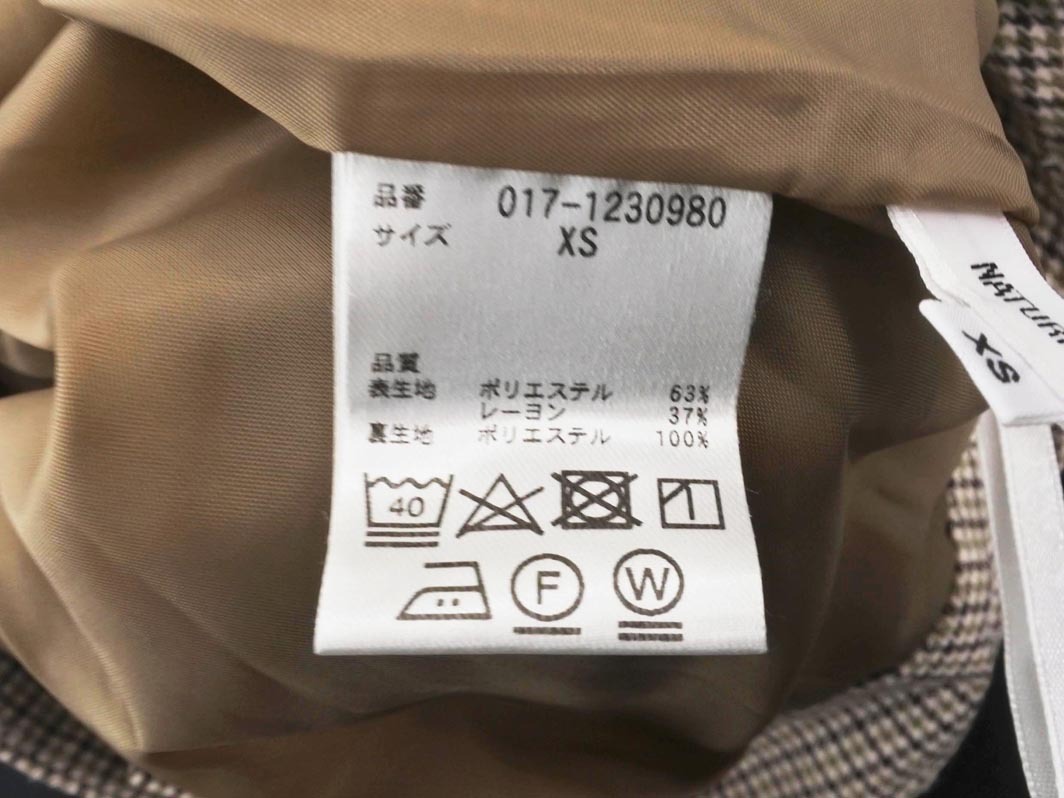 品番 017-1230980
サイズ XS
品質
表生地 ポリエステル 63%
レーヨン 37%
裏生地 ポリエステル 100%
40
F
W
XS